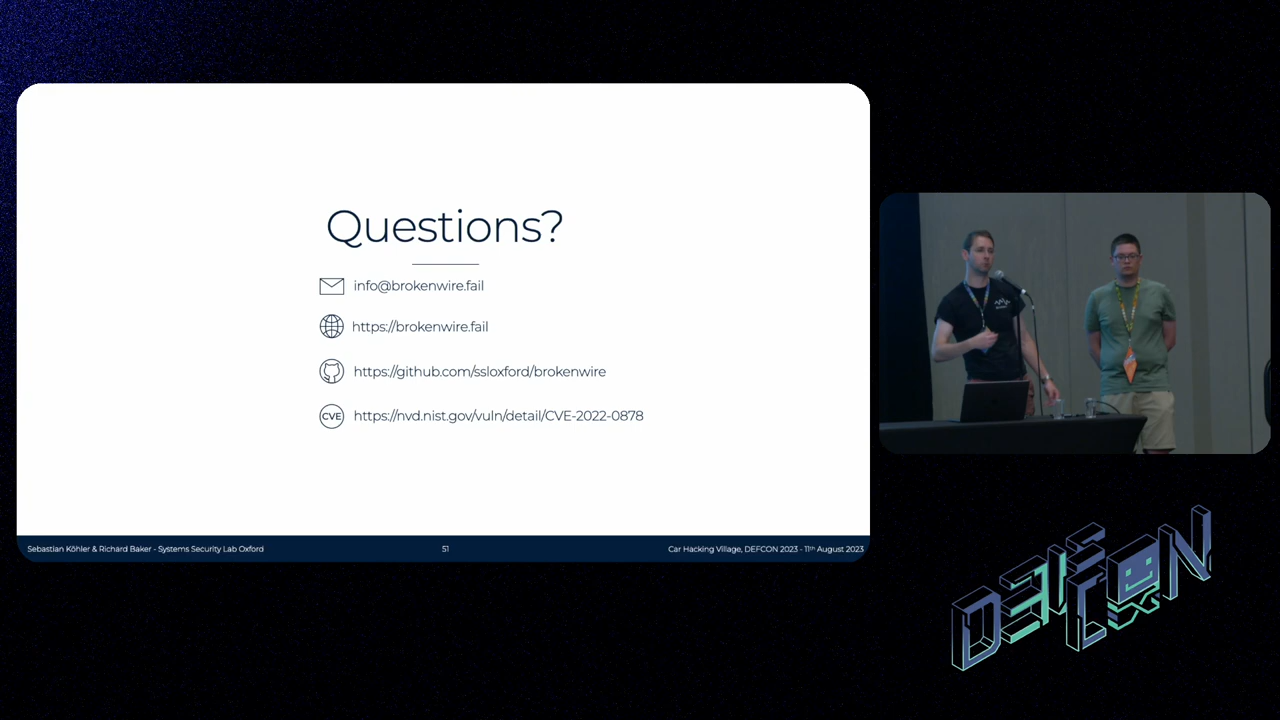 Questions?
info@brokenwire.fail
https://brokenwire.fail
https://github.com/ssloxford/brokenwire
CVE
https://nvd.nist.gov/vuln/detail/CVE-2022-0878
Sebastian Köhler & Richard Baker - Systems Security Lab Oxford
51
Car Hacking Village, DEFCON 2023 - 11th August 2023
DEF
CON